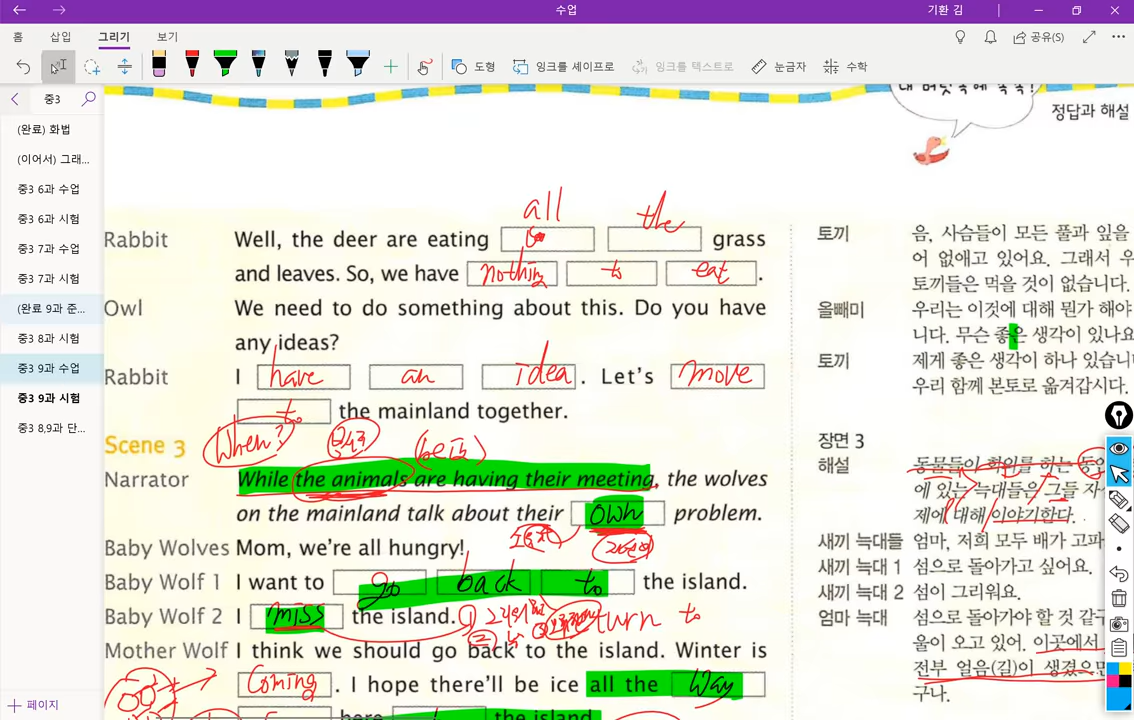 수업
기환 김
홈 삽입 그리기 보기
공유(S)
도형 잉크를 셰이프로 잉크를 텍스트로 눈금자 수학
중3
(완료) 화법
(이어서) 그래...
중3 6과 수업
중3 6과 시험
중3 7과 수업
중3 7과 시험
(완료 9과 준...
중3 8과 시험
중3 9과 수업
중3 9과 시험
중3 8,9과 단...
페이지
정답과 해설
all the
Rabbit Well, the deer are eating grass
and leaves. So, we have nothing to eat .
Owl We need to do something about this. Do you have
any ideas?
Rabbit I have an idea . Let's move
to the mainland together.
When? (be동)
Scene 3
Narrator While the animals are having their meeting, the wolves
on the mainland talk about their own problem.
Baby Wolves Mom, we're all hungry!
Baby Wolf 1 I want to go back to the island.
Baby Wolf 2 I miss the island. turn to
Mother Wolf I think we should go back to the island. Winter is
Coming . I hope there'll be ice all the way
here the island
토끼 음, 사슴들이 모든 풀과 잎을
어 없애고 있어요. 그래서 우
토끼들은 먹을 것이 없습니다.
올빼미 우리는 이것에 대해 뭔가 해야
니다. 무슨 좋은 생각이 있나요
토끼 제게 좋은 생각이 하나 있습니
우리 함께 본토로 옮겨갑시다.
장면 3
해설 동물들이 회의를 하는 동안
에 있는 늑대들은 그들 자
제에 대해 이야기한다.
새끼 늑대들 엄마, 저희 모두 배가 고파
새끼 늑대 1 섬으로 돌아가고 싶어요.
새끼 늑대 2 섬이 그리워요.
엄마 늑대 섬으로 돌아가야 할 것 같구
울이 오고 있어. 이곳에서
전부 얼음(길)이 생겼으면
구나.